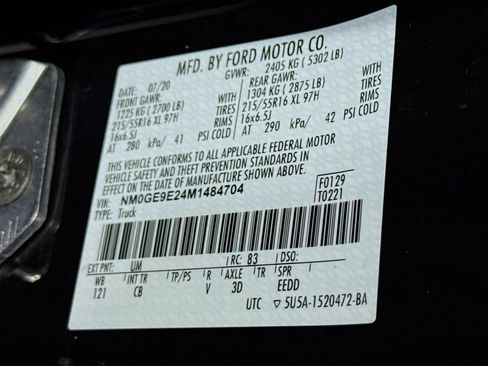 MFD. BY FORD MOTOR CO.
DATE: 07/20 GVWR: 2405 KG ( 5302 LB)
FRONT GAWR: REAR GAWR:
1225 KG ( 2700 LB) 1304 KG ( 2875 LB)
215/55R16 XL 97H TIRES 215/55R16 XL 97H
16x6.5J RIMS 16x6.5J
AT 280 kPa/ 41 PSI COLD AT 290 kPa/ 42 PSI COLD
THIS VEHICLE CONFORMS TO ALL APPLICABLE FEDERAL MOTOR
VEHICLE SAFETY AND THEFT PREVENTION STANDARDS IN
EFFECT ON THE DATE OF MANUFACTURE SHOWN ABOVE.
VIN: NM0GE9E24M1484704
TYPE: Truck
F0129
T0221
EXT PNT: UM RC: 83 DSO:
WB INT TR TP/PS R AXLE TR SPR
121 CB V 3D EEDD
UTC ▽ 5U5A-1520472-BA